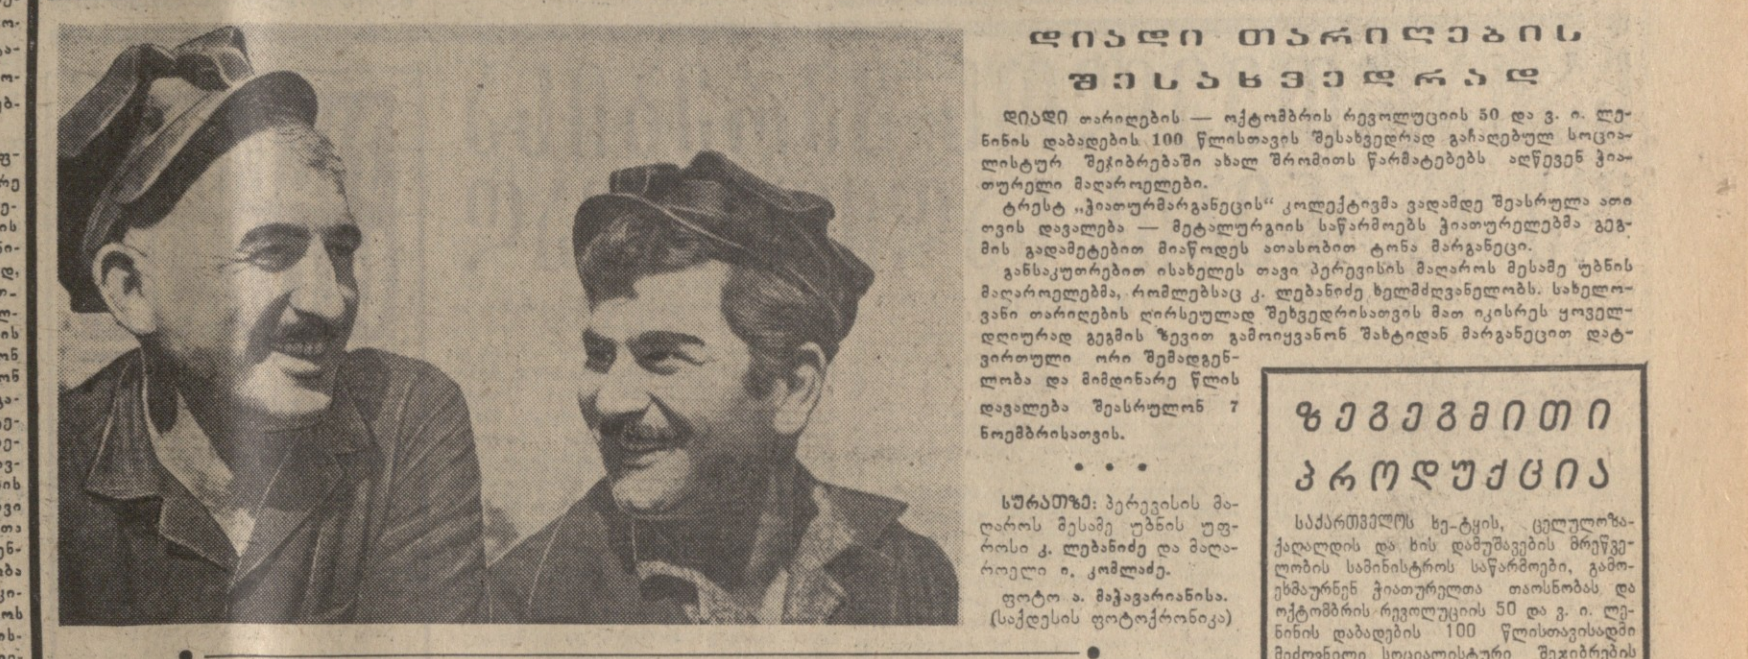 დიადი თარიღების
შესახვედრად
დიადი თარიღების — ოქტომბრის რევოლუციის 50 და ვ. ი. ლე-
ნინის დაბადების 100 წლისთავის შესახვედრად გაჩაღებულ სოცია-
ლისტურ შეჯიბრებაში ახალ შრომითს წარმატებებს აღწევენ ჭია-
თურელი მაღაროელები.
ტრესტ „ჭიათურმარგანეცის“ კოლექტივმა ვადამდე შეასრულა ათი
თვის დავალება — მეტალურგიის საწარმოებს ჭიათურელებმა გეგ-
მის გადამეტებით მიაწოდეს ათასობით ტონა მარგანეცი.
განსაკუთრებით ისახელეს თავი პერევისის მაღაროს მესამე უბნის
მაღაროელებმა, რომლებსაც კ. ლებანიძე ხელმძღვანელობს. სახელო-
ვანი თარიღების ღირსეულად შეხვედრისათვის მათ იკისრეს ყოველ-
დღიურად გეგმის ზევით გამოიყვანონ შახტიდან მარგანეცით დატ-
ვირთული ორი შემადგენ-
ლობა და მიმდინარე წლის
დავალება შეასრულონ 7
ნოემბრისათვის.
• • •
სურათზე: პერევისის მა-
ღაროს მესამე უბნის უფ-
როსი კ. ლებანიძე და მაღა-
როელი ი. კომლაძე.
ფოტო ა. მაჭავარიანისა.
(საქდესის ფოტოქრონიკა)
ზეგეგმითი
პროდუქცია
საქართველოს ხე-ტყის, ცელულოზა-
ქაღალდის და ხის დამუშავების მრეწვე-
ლობის სამინისტროს საწარმოები, გამო-
ეხმაურნენ ჭიათურელთა თაოსნობას და
ოქტომბრის რევოლუციის 50 და ვ. ი. ლე-
ნინის დაბადების 100 წლისთავისადმი
მიძღვნილი სოციალისტური შეჯიბრების